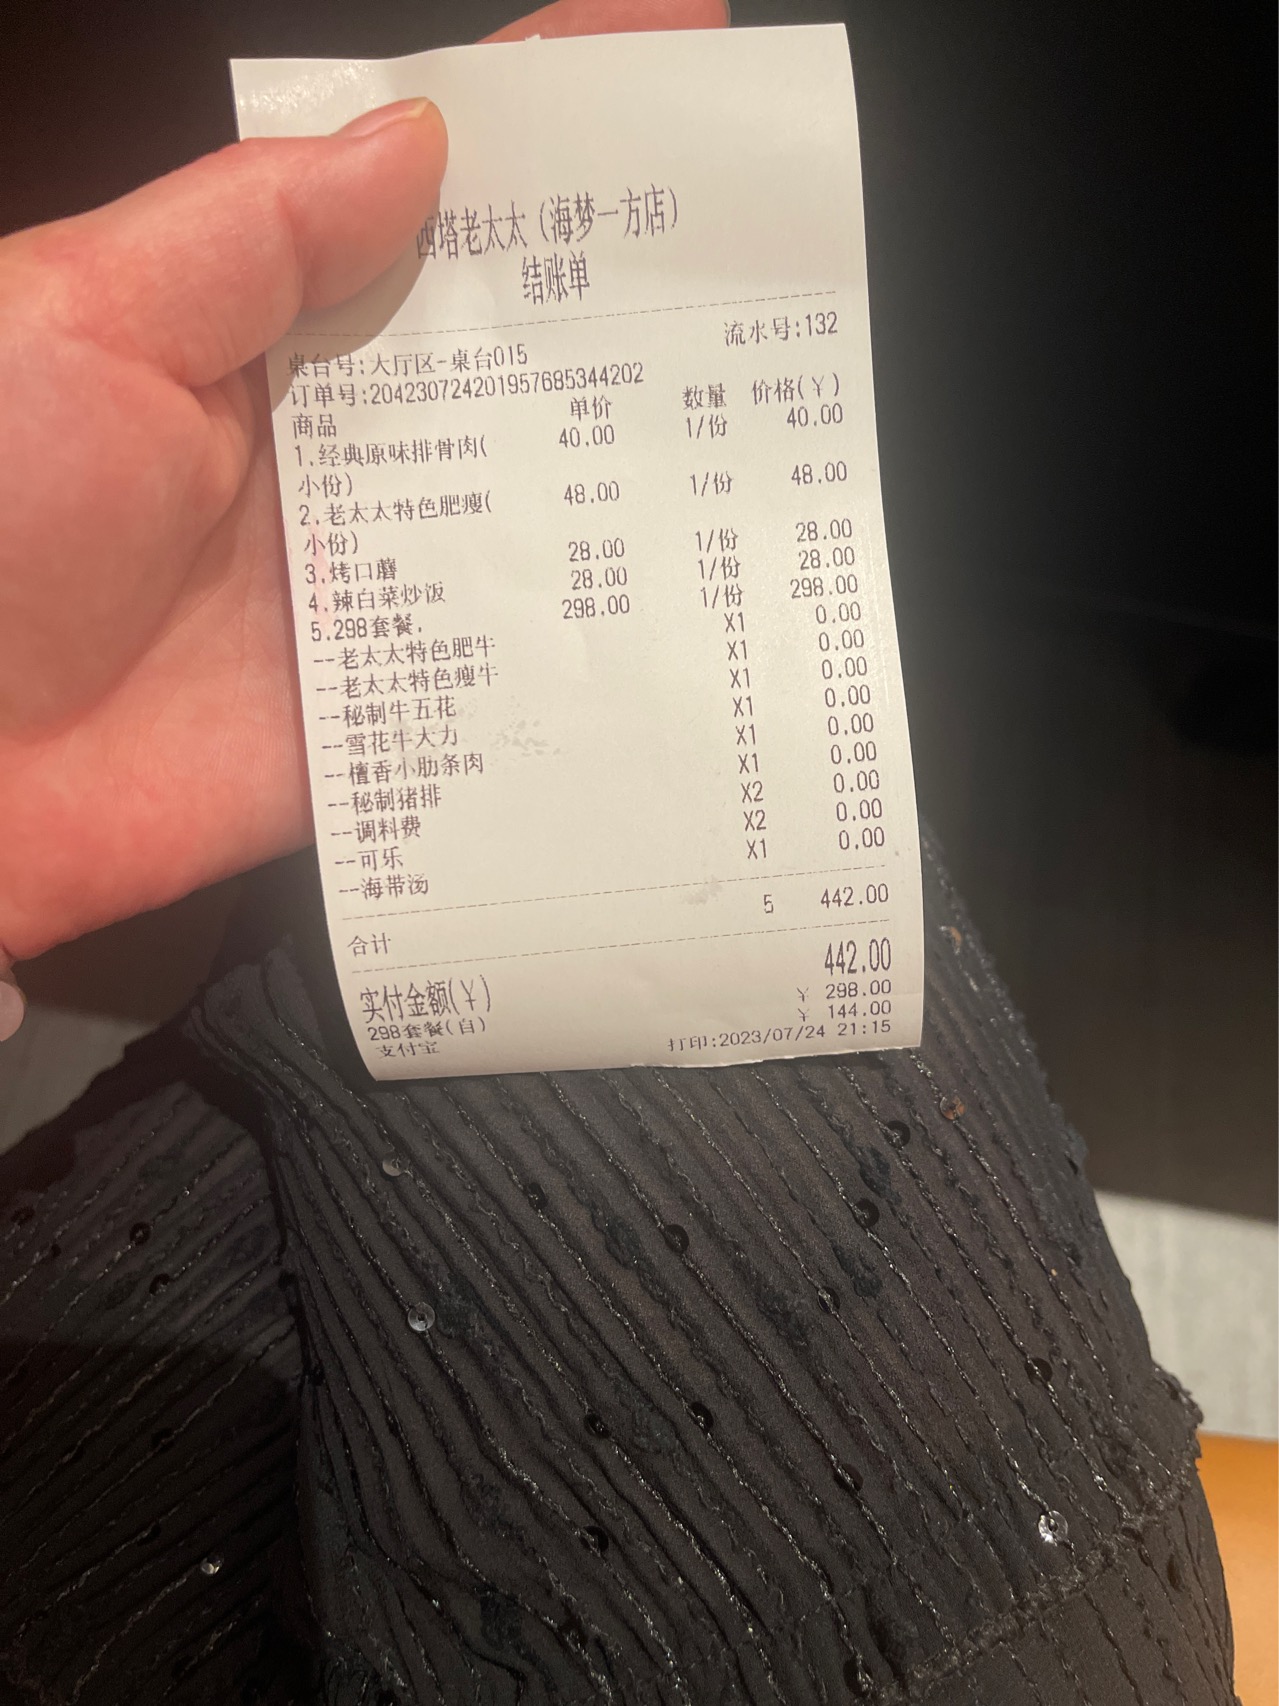 西塔老太太(海梦一方店)
结账单
流水号:132
桌台号:大厅区-桌台015
订单号:204230724201957685344202
商品 单价 数量 价格(¥)
1.经典原味排骨肉( 40.00 1/份 40.00
小份)
2.老太太特色肥瘦( 48.00 1/份 48.00
小份)
3.烤口蘑 28.00 1/份 28.00
4.辣白菜炒饭 28.00 1/份 28.00
5.298套餐. 298.00 1/份 298.00
--老太太特色肥牛 X1 0.00
--老太太特色瘦牛 X1 0.00
--秘制牛五花 X1 0.00
--雪花牛大力 X1 0.00
--檀香小肋条肉 X1 0.00
--秘制猪排 X1 0.00
--调料费 X2 0.00
--可乐 X2 0.00
--海带汤 X1 0.00
合计 5 442.00
实付金额(¥) 442.00
298套餐(自) ¥ 298.00
支付宝 ¥ 144.00
打印:2023/07/24 21:15